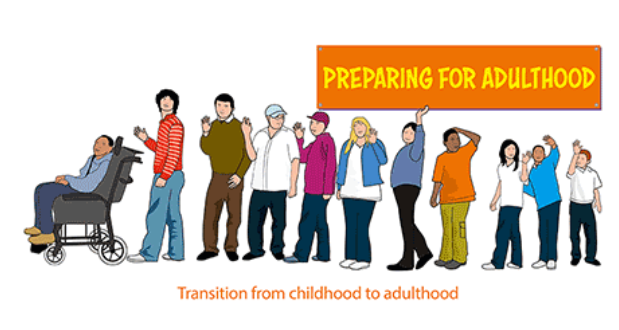 PREPARING FOR ADULTHOOD
Transition from childhood to adulthood